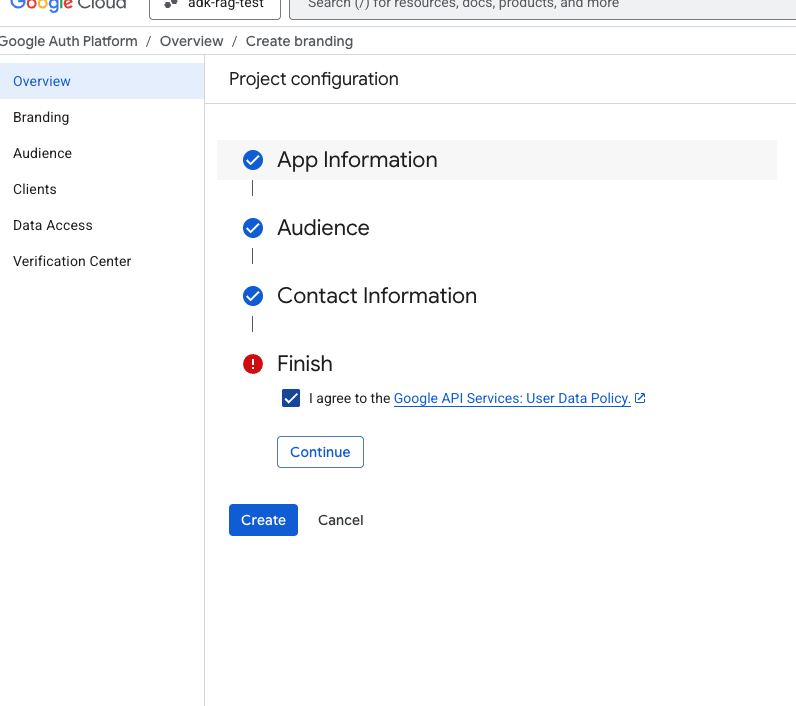 Google Cloud adk-rag-test Search (/) for resources, docs, products, and more
Google Auth Platform / Overview / Create branding
Overview
Branding
Audience
Clients
Data Access
Verification Center
Project configuration
App Information
Audience
Contact Information
Finish
I agree to the Google API Services: User Data Policy.
Continue
Create Cancel